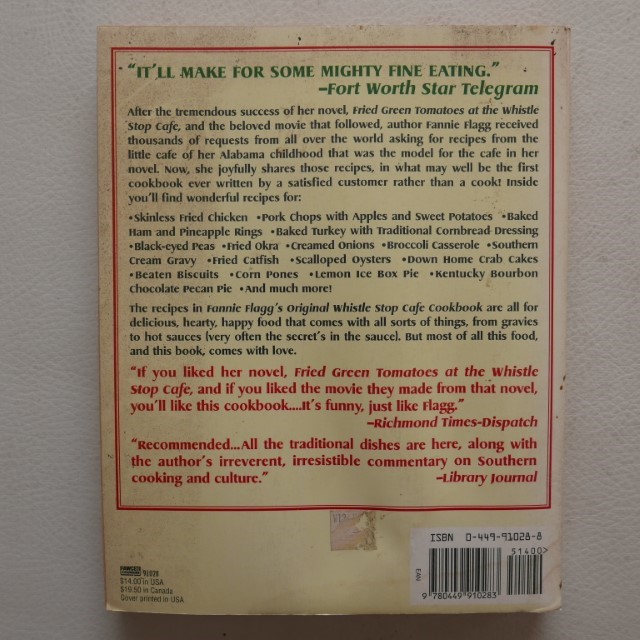 "IT'LL MAKE FOR SOME MIGHTY FINE EATING."
–Fort Worth Star Telegram
After the tremendous success of her novel, Fried Green Tomatoes at the Whistle
Stop Cafe, and the beloved movie that followed, author Fannie Flagg received
thousands of requests from all over the world asking for recipes from the
little cafe of her Alabama childhood that was the model for the cafe in her
novel. Now, she joyfully shares those recipes, in what may well be the first
cookbook ever written by a satisfied customer rather than a cook! Inside
you'll find wonderful recipes for:
•Skinless Fried Chicken •Pork Chops with Apples and Sweet Potatoes •Baked
Ham and Pineapple Rings •Baked Turkey with Traditional Cornbread Dressing
•Black-eyed Peas •Fried Okra •Creamed Onions •Broccoli Casserole •Southern
Cream Gravy •Fried Catfish •Scalloped Oysters •Down Home Crab Cakes
•Beaten Biscuits •Corn Pones •Lemon Ice Box Pie •Kentucky Bourbon
Chocolate Pecan Pie •And much more!
The recipes in Fannie Flagg's Original Whistle Stop Cafe Cookbook are all for
delicious, hearty, happy food that comes with all sorts of things, from gravies
to hot sauces (very often the secret's in the sauce). But most of all this food,
and this book, comes with love.
"If you liked her novel, Fried Green Tomatoes at the Whistle
Stop Cafe, and if you liked the movie they made from that novel,
you'll like this cookbook....It's funny, just like Flagg."
–Richmond Times-Dispatch
"Recommended...All the traditional dishes are here, along with
the author's irreverent, irresistible commentary on Southern
cooking and culture."
–Library Journal
FAWCETT 91028
$14.00 in USA
$19.50 in Canada
Cover printed in USA
ISBN 0-449-91028-8
51400>
EAN
9 780449 910283